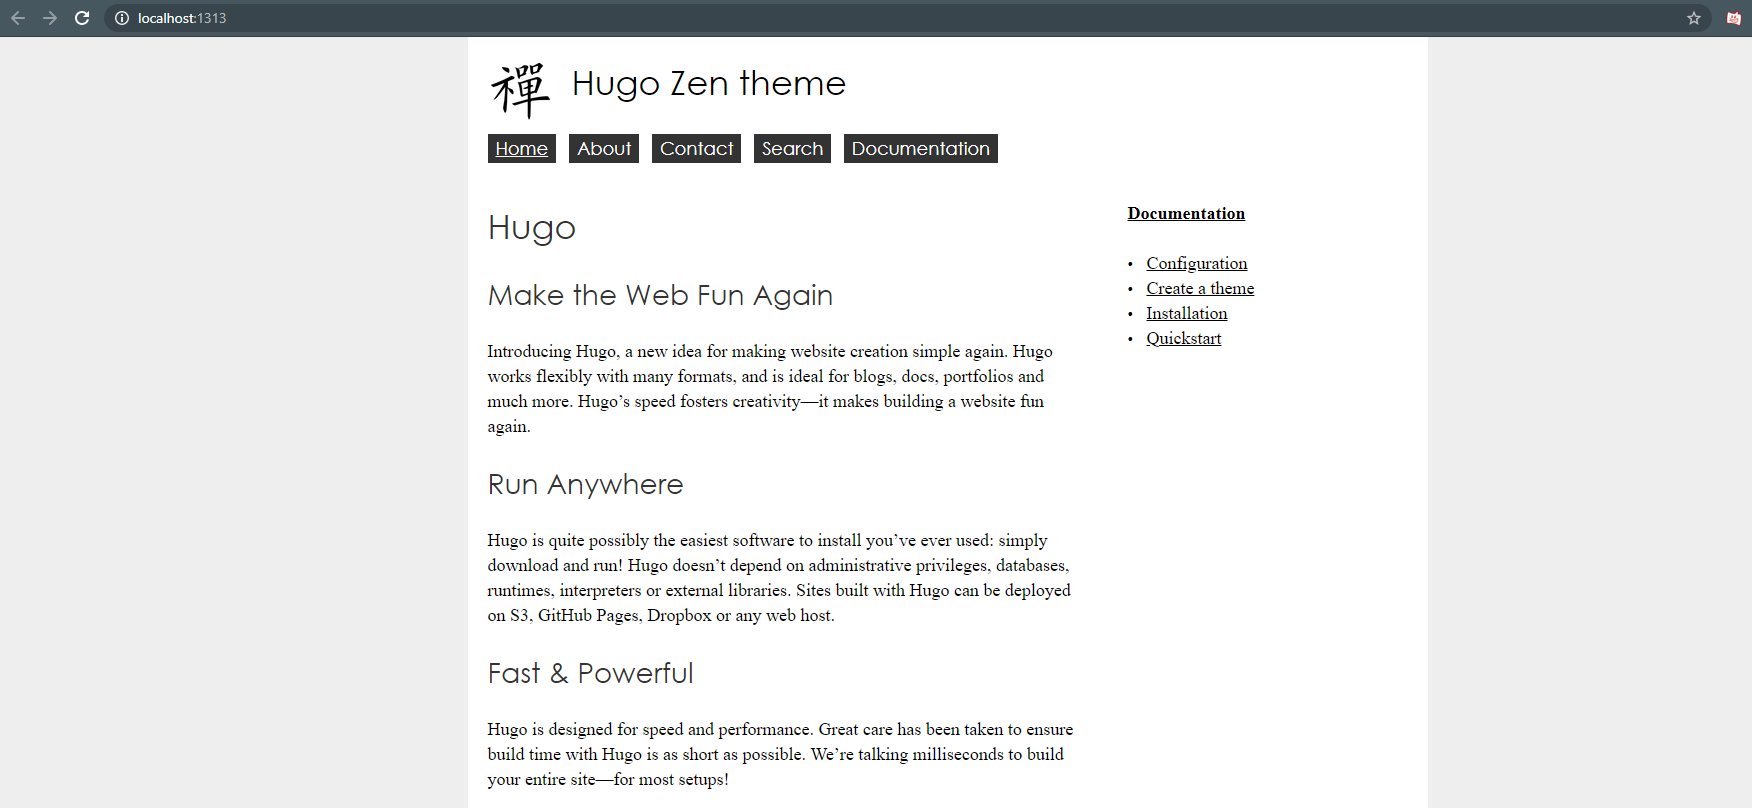 localhost:1313
禪 Hugo Zen theme
Home About Contact Search Documentation
Hugo
Make the Web Fun Again
Introducing Hugo, a new idea for making website creation simple again. Hugo
works flexibly with many formats, and is ideal for blogs, docs, portfolios and
much more. Hugo’s speed fosters creativity—it makes building a website fun
again.
Run Anywhere
Hugo is quite possibly the easiest software to install you’ve ever used: simply
download and run! Hugo doesn’t depend on administrative privileges, databases,
runtimes, interpreters or external libraries. Sites built with Hugo can be deployed
on S3, GitHub Pages, Dropbox or any web host.
Fast & Powerful
Hugo is designed for speed and performance. Great care has been taken to ensure
build time with Hugo is as short as possible. We’re talking milliseconds to build
your entire site—for most setups!
Documentation
• Configuration
• Create a theme
• Installation
• Quickstart